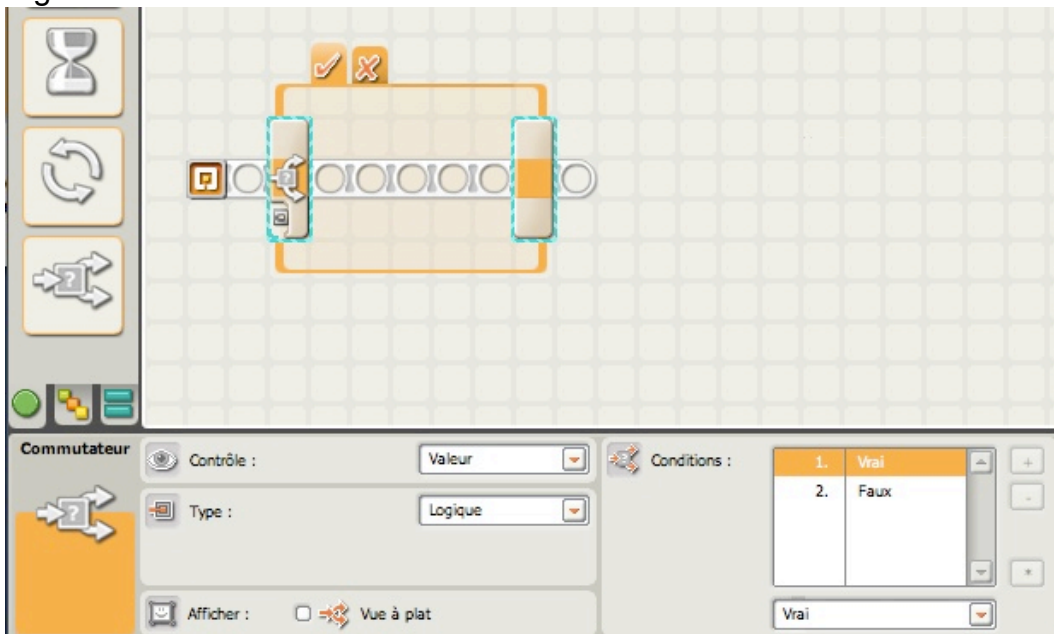 Commutateur
Contrôle :
Valeur
Type :
Logique
Afficher :
Vue à plat
Conditions :
1. Vrai
2. Faux
Vrai